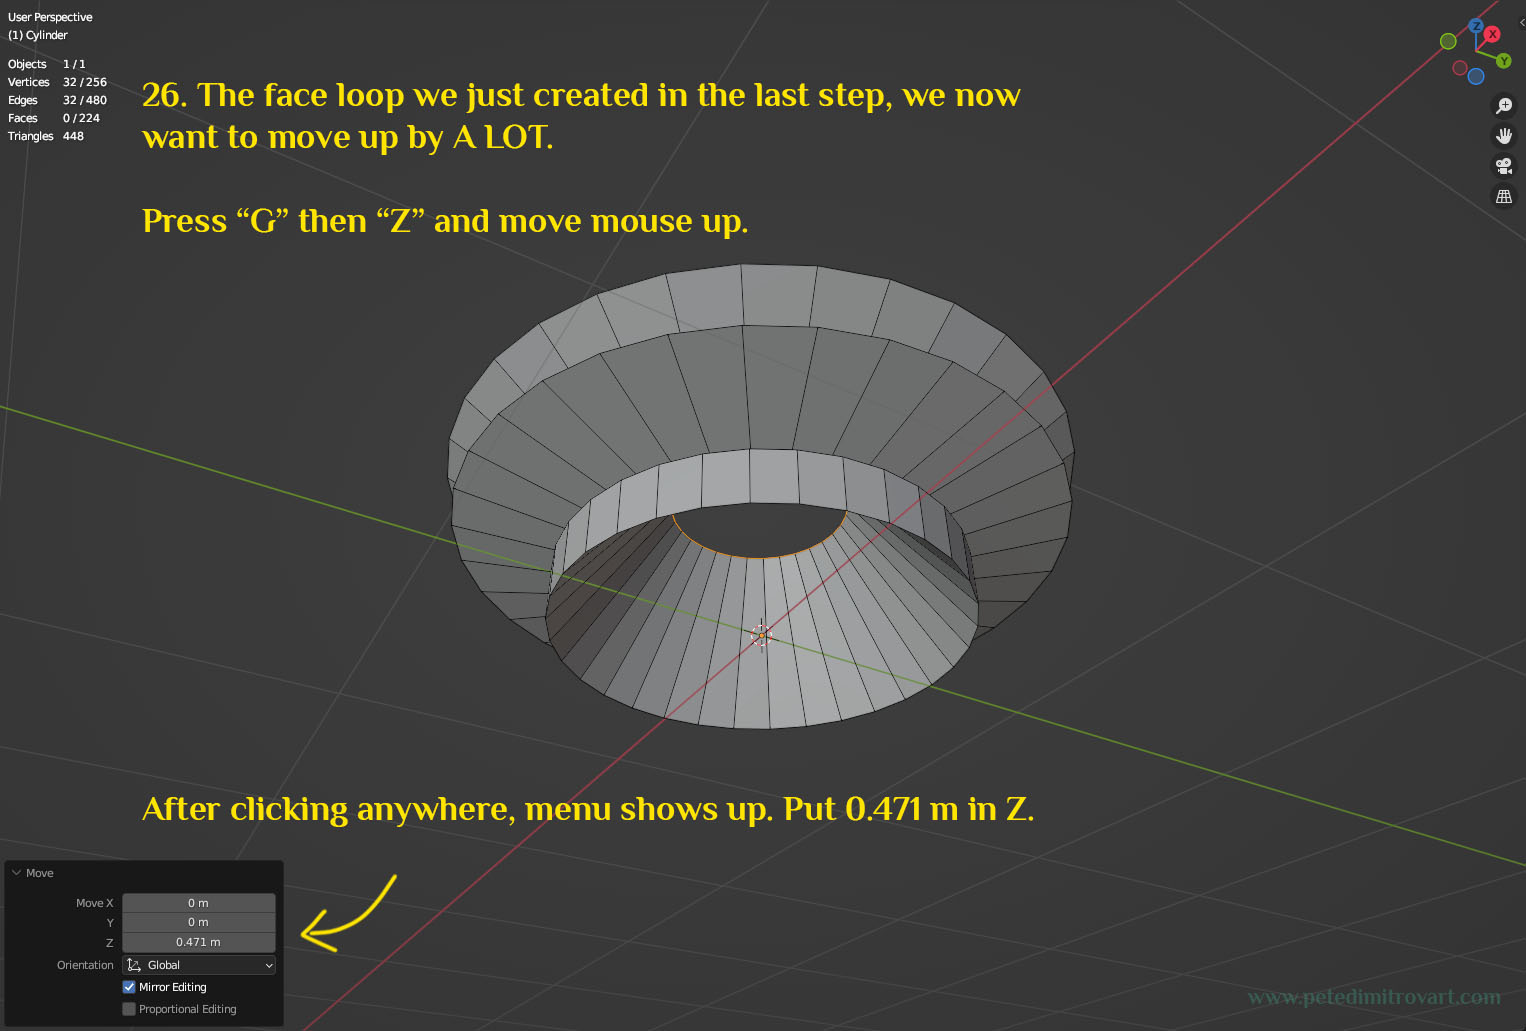 User Perspective
(1) Cylinder
Objects 1 / 1
Vertices 32 / 256
Edges 32 / 480
Faces 0 / 224
Triangles 448
Z
X
Y
26. The face loop we just created in the last step, we now
want to move up by A LOT.
Press “G” then “Z” and move mouse up.
After clicking anywhere, menu shows up. Put 0.471 m in Z.
Move
Move X 0 m
Y 0 m
Z 0.471 m
Orientation Global
Mirror Editing
Proportional Editing
www.petedimitrovart.com